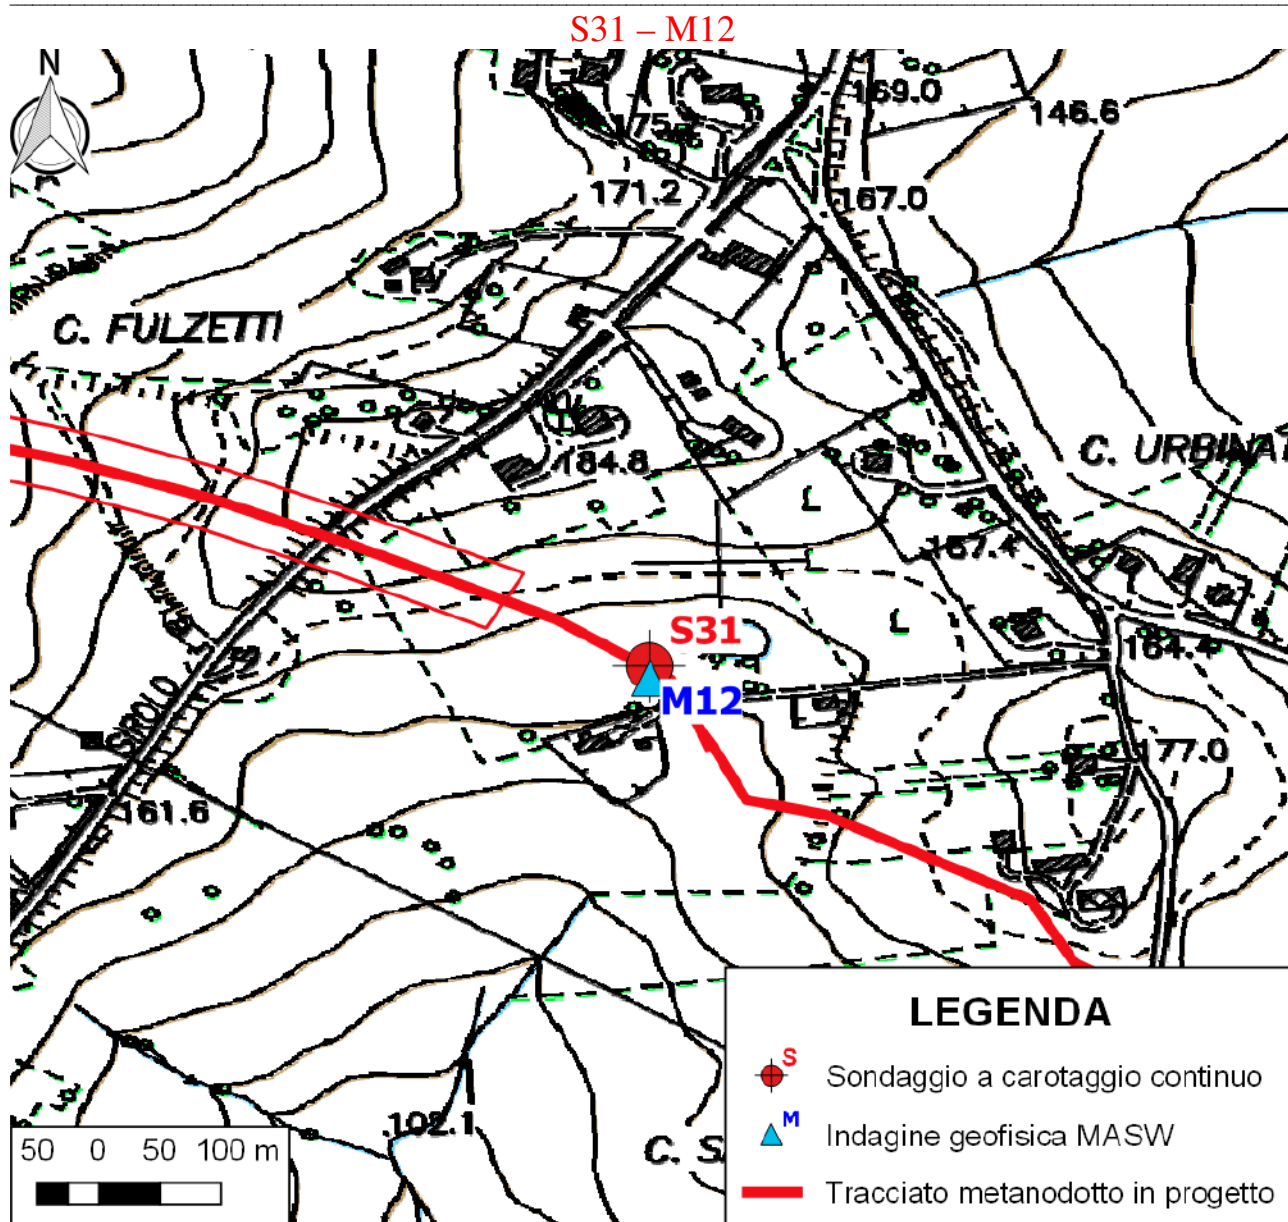 S31 – M12
N
169.0
146.6
175.
171.2
167.0
C. FULZETTI
C. URBINA
184.8
L
167.4
L
S31
M12
164.4
SIROLO
177.0
161.6
102.1
C. S
LEGENDA
S
Sondaggio a carotaggio continuo
M
Indagine geofisica MASW
Tracciato metanodotto in progetto
50 0 50 100 m